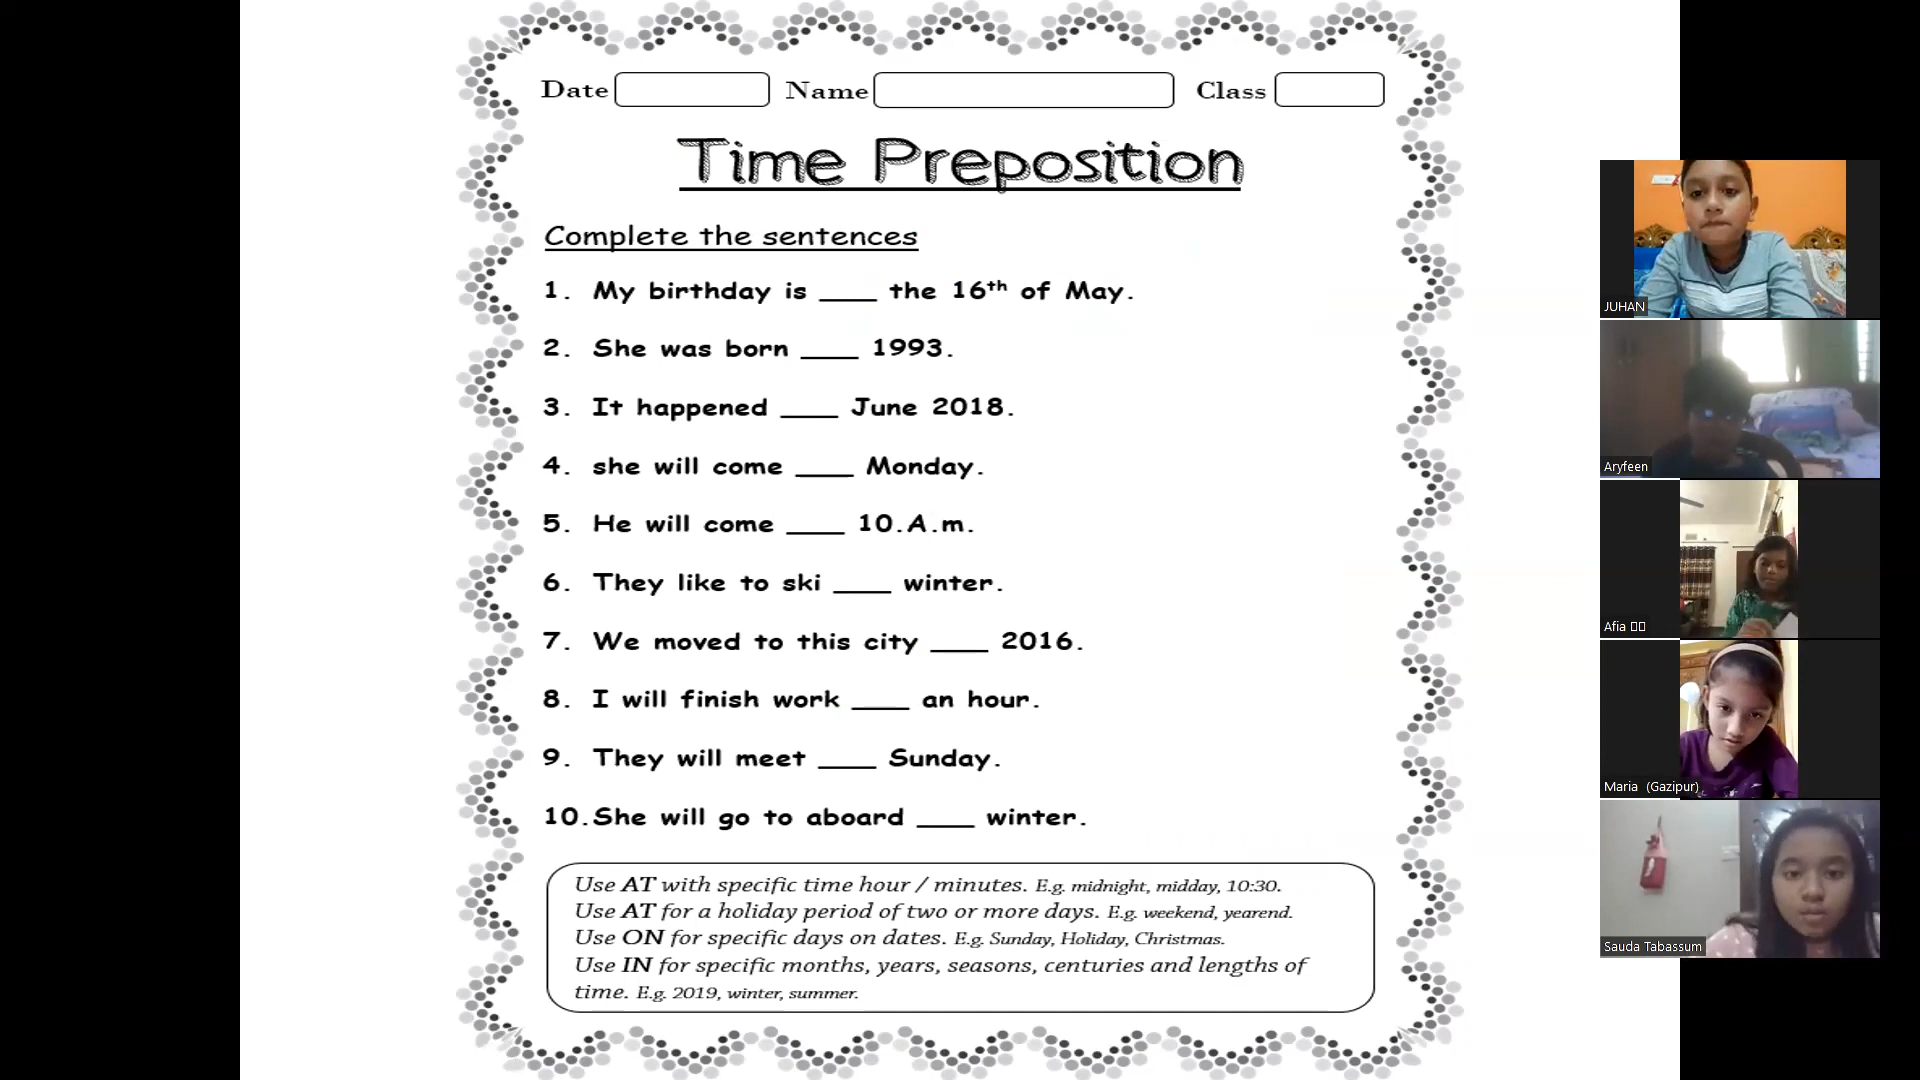 Date Name Class
Time Preposition
Complete the sentences
1. My birthday is ____ the 16th of May.
2. She was born ____ 1993.
3. It happened ____ June 2018.
4. she will come ____ Monday.
5. He will come ____ 10.A.m.
6. They like to ski ____ winter.
7. We moved to this city ____ 2016.
8. I will finish work ____ an hour.
9. They will meet ____ Sunday.
10.She will go to aboard ____ winter.
Use AT with specific time hour / minutes. E.g. midnight, midday, 10:30.
Use AT for a holiday period of two or more days. E.g. weekend, yearend.
Use ON for specific days on dates. E.g. Sunday, Holiday, Christmas.
Use IN for specific months, years, seasons, centuries and lengths of
time. E.g. 2019, winter, summer.
JUHAN
Aryfeen
Afia
Maria (Gazipur)
Sauda Tabassum